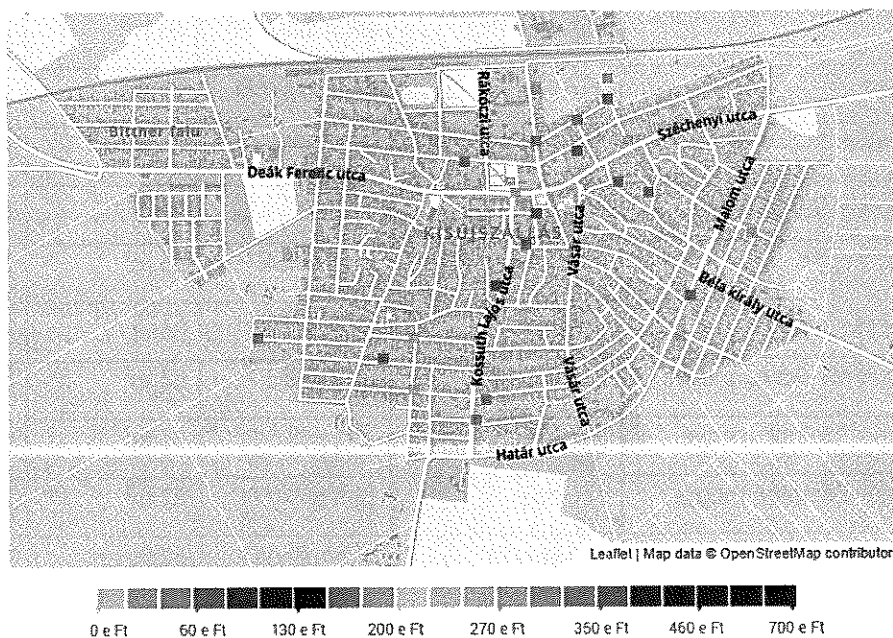 Rákóczi utca
Széchenyi utca
Bittner falu
Deák Ferenc utca
Malom utca
KISÚJSZÁLLÁS
Vásár utca
Kossuth Lajos utca
Béla király utca
Vásár utca
Határ utca
Leaflet | Map data © OpenStreetMap contributor
0 e Ft 60 e Ft 130 e Ft 200 e Ft 270 e Ft 350 e Ft 460 e Ft 700 e Ft